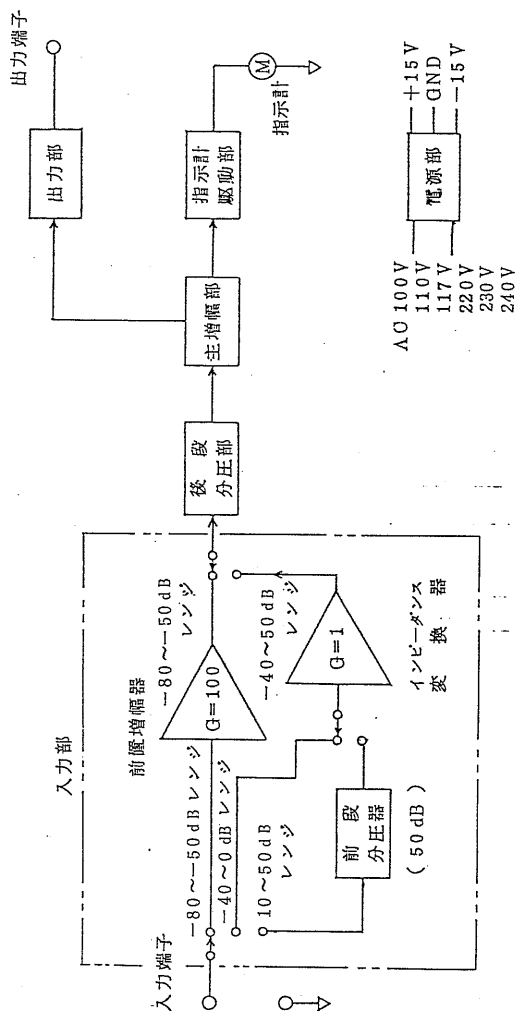 入力部
入力端子
−80〜−50dBレンジ
−40〜0dBレンジ
10〜50dB
レンジ
前置増幅器
G=100
−80〜−50dB
レンジ
前段
分圧器
(50dB)
G=1
−40〜50dB
レンジ
インピーダンス
変換器
後段
分圧部
主増幅部
出力部
出力端子
指示計
駆動部
M
指示計
AC 100V
110V
117V
220V
230V
240V
電源部
+15V
GND
−15V